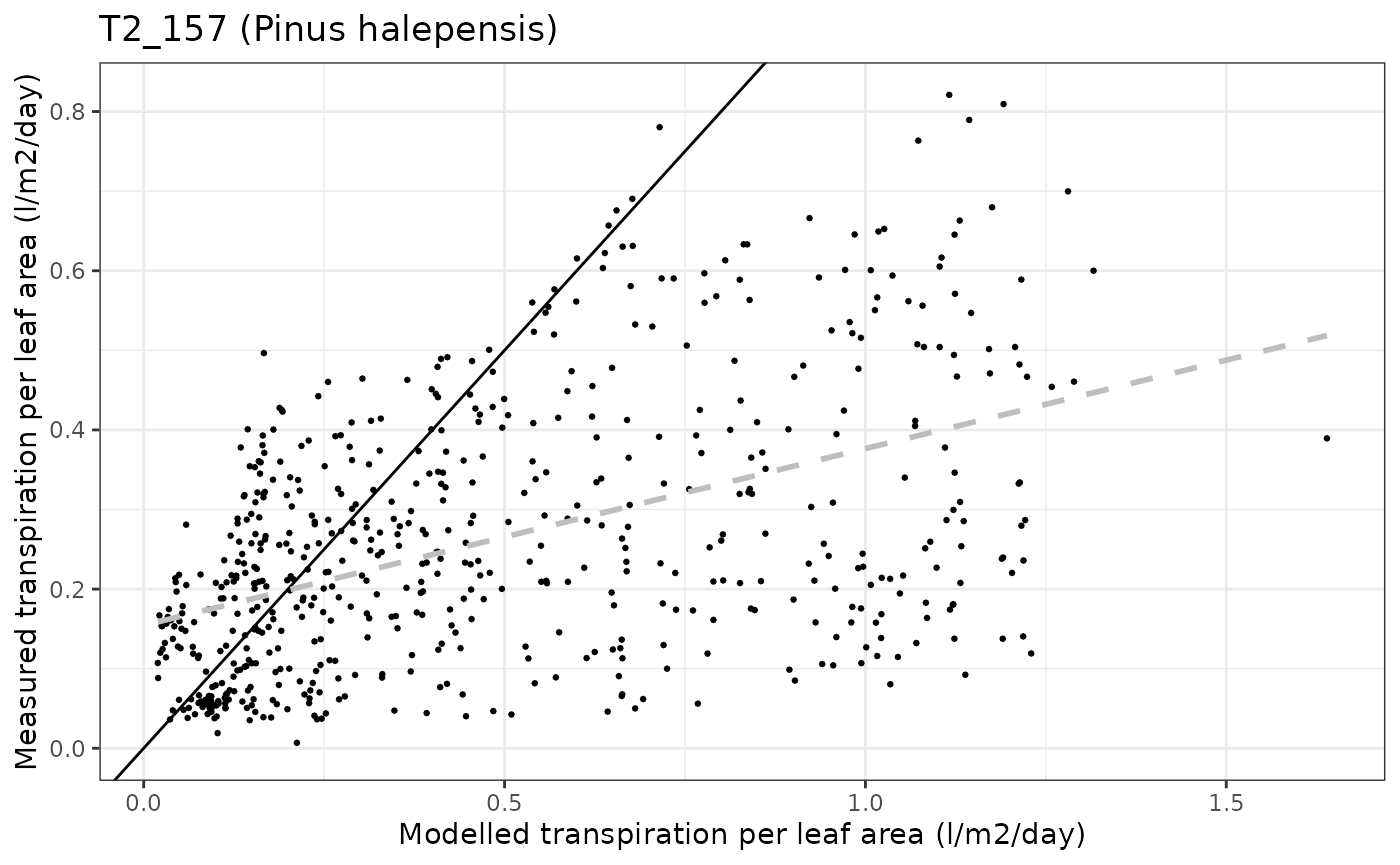 T2_157 (Pinus halepensis)
Measured transpiration per leaf area (l/m2/day)
0.8
0.6
0.4
0.2
0.0
0.0 0.5 1.0 1.5
Modelled transpiration per leaf area (l/m2/day)